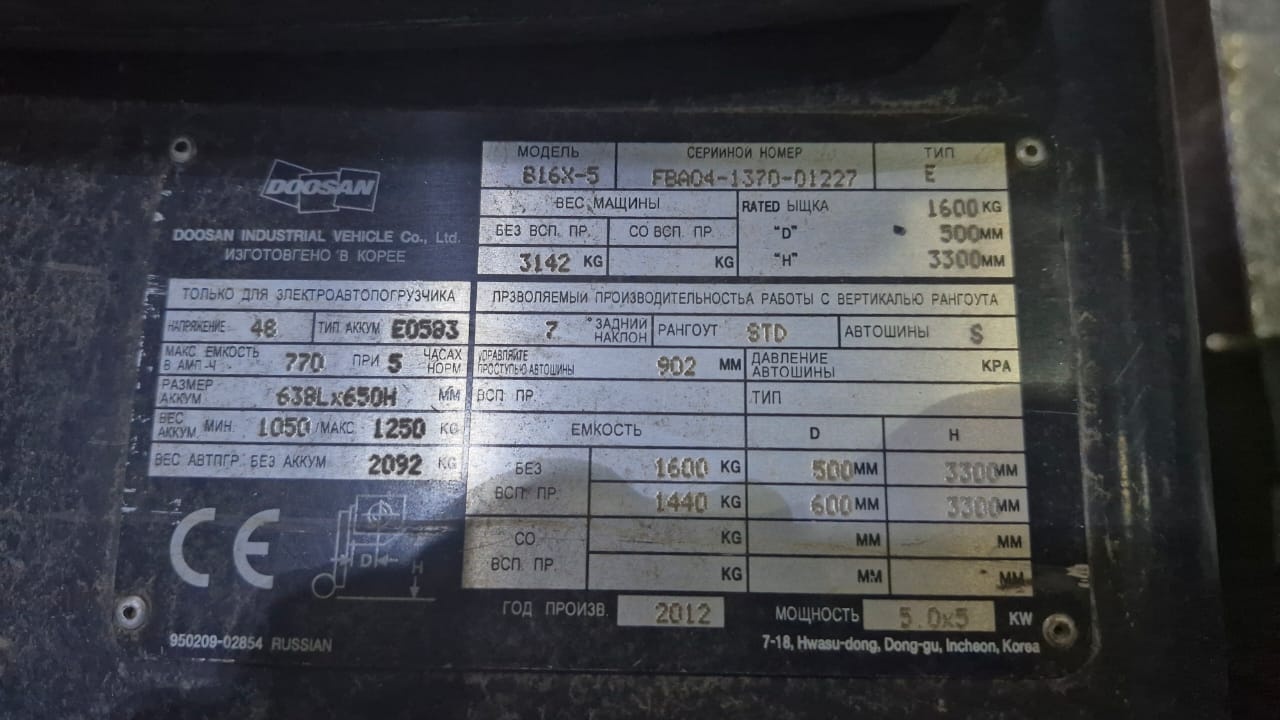 DOOSAN
DOOSAN INDUSTRIAL VEHICLE Co., Ltd.
ИЗГОТОВГЕНО В КОРЕЕ
МОДЕЛЬ СЕРИИНОЙ НОМЕР ТИП
B16X-5 FBA04-1370-01227 E
ВЕС МАЩИНЫ RATED ЫЩКА 1600 KG
БЕЗ ВСП. ПР. СО ВСП. ПР. "D" 500 MM
3142 KG KG "H" 3300 MM
ТОЛЬКО ДЛЯ ЗЛЕКТРОАВТОПОГРУЗЧИКА
НАПРЯЖЕНИЕ 48 ТИП АККУМ E0583
МАКС ЕМКОСТЬ В АМП-Ч 770 ПРИ 5 ЧАСАХ НОРМ
РАЗМЕР АККУМ 638Lx650H MM
ВЕС АККУМ. МИН. 1050 /МАКС 1250 KG
ВЕС АВТПГР. БЕЗ АККУМ 2092 KG
ПРЗВОЛЯЕМЫЙ ПРОИЗВОДИТЕЛЬНОСТЬА РАБОТЫ С ВЕРТИКАЛЬЮ РАНГОУТА
7 ° ЗАДНИЙ НАКЛОН РАНГОУТ STD АВТОШИНЫ S
УПРАВЛЯЙТЕ ПРОСТУПЬЮ АВТОШИНЫ 902 MM ДАВЛЕНИЕ АВТОШИНЫ KPA
ВСП. ПР. ТИП
ЕМКОСТЬ D H
БЕЗ ВСП. ПР. 1600 KG 500 MM 3300 MM
1440 KG 600 MM 3300 MM
СО ВСП. ПР. KG MM MM
KG MM MM
CE
D H
ГОД ПРОИЗВ. 2012 МОЩНОСТЬ 5.0x5 KW
950209-02854 RUSSIAN
7-18, Hwasu-dong, Dong-gu, Incheon, Korea